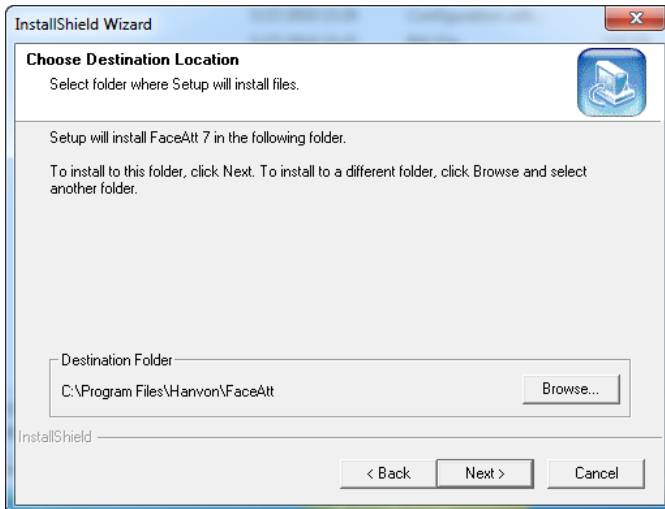 InstallShield Wizard
Choose Destination Location
Select folder where Setup will install files.
Setup will install FaceAtt 7 in the following folder.
To install to this folder, click Next. To install to a different folder, click Browse and select
another folder.
Destination Folder
C:\Program Files\Hanvon\FaceAtt
Browse...
InstallShield
< Back
Next >
Cancel